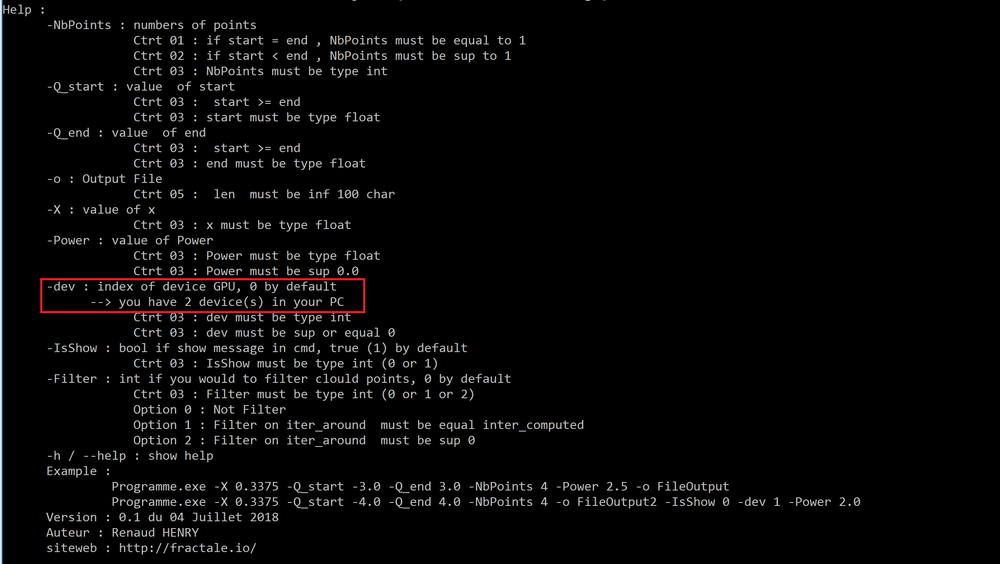 Help :
-NbPoints : numbers of points
Ctrt 01 : if start = end , NbPoints must be equal to 1
Ctrt 02 : if start < end , NbPoints must be sup to 1
Ctrt 03 : NbPoints must be type int
-Q_start : value  of start
Ctrt 03 :  start >= end
Ctrt 03 : start must be type float
-Q_end : value  of end
Ctrt 03 :  start >= end
Ctrt 03 : end must be type float
-o : Output File
Ctrt 05 :  len  must be inf 100 char
-X : value of x
Ctrt 03 : x must be type float
-Power : value of Power
Ctrt 03 : Power must be type float
Ctrt 03 : Power must be sup 0.0
-dev : index of device GPU, 0 by default
--> you have 2 device(s) in your PC
Ctrt 03 : dev must be type int
Ctrt 03 : dev must be sup or equal 0
-IsShow : bool if show message in cmd, true (1) by default
Ctrt 03 : IsShow must be type int (0 or 1)
-Filter : int if you would to filter clould points, 0 by default
Ctrt 03 : Filter must be type int (0 or 1 or 2)
Option 0 : Not Filter
Option 1 : Filter on iter_around  must be equal inter_computed
Option 2 : Filter on iter_around  must be sup 0
-h / --help : show help
Example :
Programme.exe -X 0.3375 -Q_start -3.0 -Q_end 3.0 -NbPoints 4 -Power 2.5 -o FileOutput
Programme.exe -X 0.3375 -Q_start -4.0 -Q_end 4.0 -NbPoints 4 -o FileOutput2 -IsShow 0 -dev 1 -Power 2.0
Version : 0.1 du 04 Juillet 2018
Auteur : Renaud HENRY
siteweb : http://fractale.io/